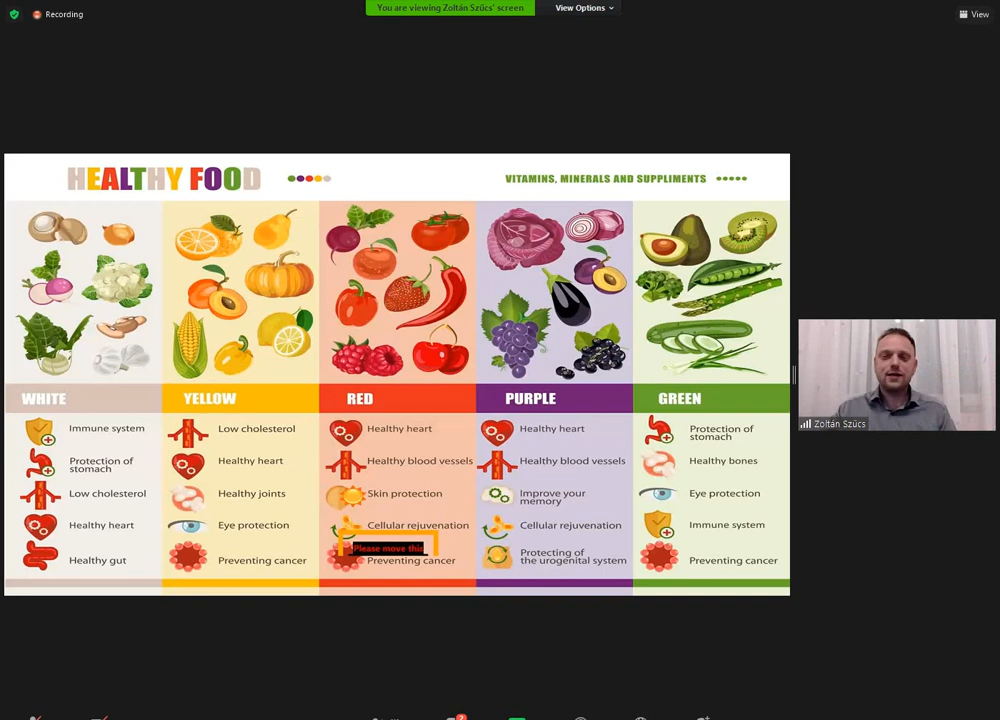 Recording
You are viewing Zoltán Szűcs' screen
View Options
View
HEALTHY FOOD
VITAMINS, MINERALS AND SUPPLIMENTS
WHITE
YELLOW
RED
PURPLE
GREEN
Immune system
Protection of
stomach
Low cholesterol
Healthy heart
Healthy gut
Low cholesterol
Healthy heart
Healthy joints
Eye protection
Preventing cancer
Healthy heart
Healthy blood vessels
Skin protection
Cellular rejuvenation
Please move this
Preventing cancer
Healthy heart
Healthy blood vessels
Improve your
memory
Cellular rejuvenation
Protecting of
the urogenital system
Protection of
stomach
Healthy bones
Eye protection
Immune system
Preventing cancer
Zoltán Szűcs
2